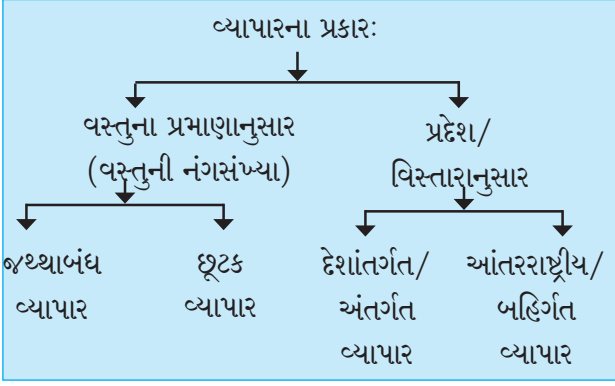 વ્યાપારના પ્રકારઃ
વસ્તુના પ્રમાણાનુસાર
(વસ્તુની નંગસંખ્યા)
પ્રદેશ/
વિસ્તારાનુસાર
જથ્થાબંધ
વ્યાપાર
છૂટક
વ્યાપાર
દેશાંતર્ગત/
અંતર્ગત
વ્યાપાર
આંતરરાષ્ટ્રીય/
બહિર્ગત
વ્યાપાર